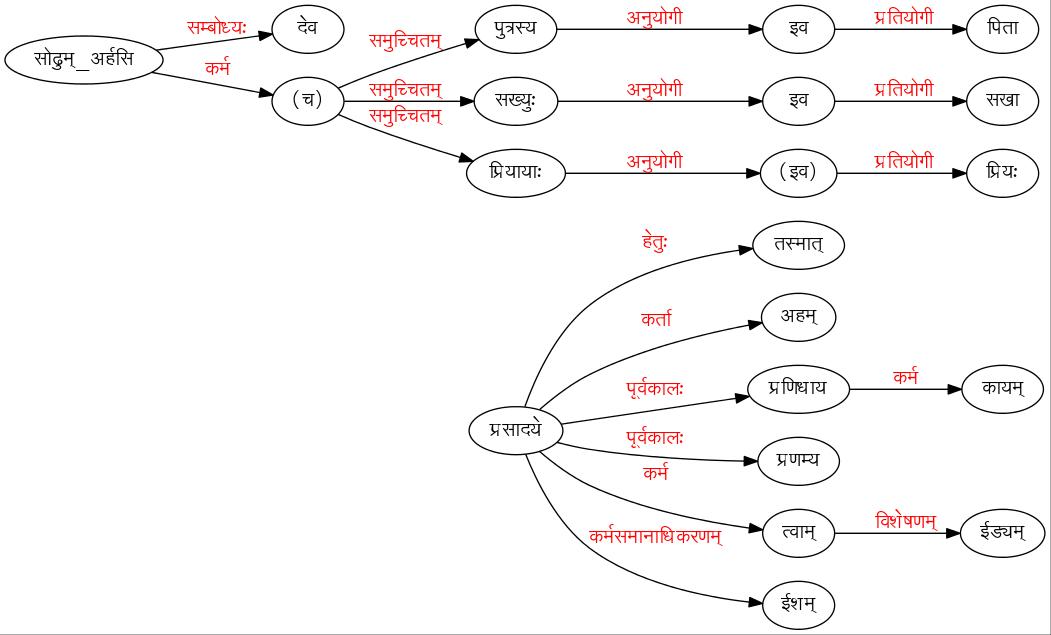 सम्बोध्यः देव
सोढुम्_अर्हसि
कर्म (च)
समुच्चितम् पुत्रस्य अनुयोगी इव प्रतियोगी पिता
समुच्चितम् सख्युः अनुयोगी इव प्रतियोगी सखा
समुच्चितम् प्रियायाः अनुयोगी (इव) प्रतियोगी प्रियः
हेतुः तस्मात्
कर्ता अहम्
पूर्वकालः प्रणिधाय कर्म कायम्
प्रसादये
पूर्वकालः प्रणम्य
कर्म त्वाम् विशेषणम् ईड्यम्
कर्मसमानाधिकरणम् ईशम्